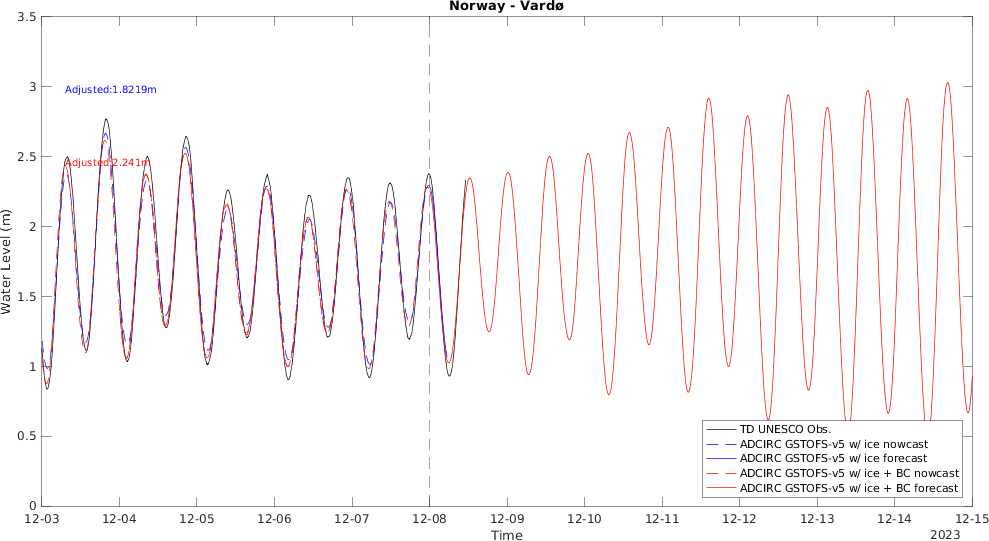 Norway - Vardø
3.5
3
2.5
2
1.5
1
0.5
0
Water Level (m)
Adjusted:1.8219m
Adjusted:2.241m
TD UNESCO Obs.
ADCIRC GSTOFS-v5 w/ ice nowcast
ADCIRC GSTOFS-v5 w/ ice forecast
ADCIRC GSTOFS-v5 w/ ice + BC nowcast
ADCIRC GSTOFS-v5 w/ ice + BC forecast
12-03 12-04 12-05 12-06 12-07 12-08 12-09 12-10 12-11 12-12 12-13 12-14 12-15
Time
2023